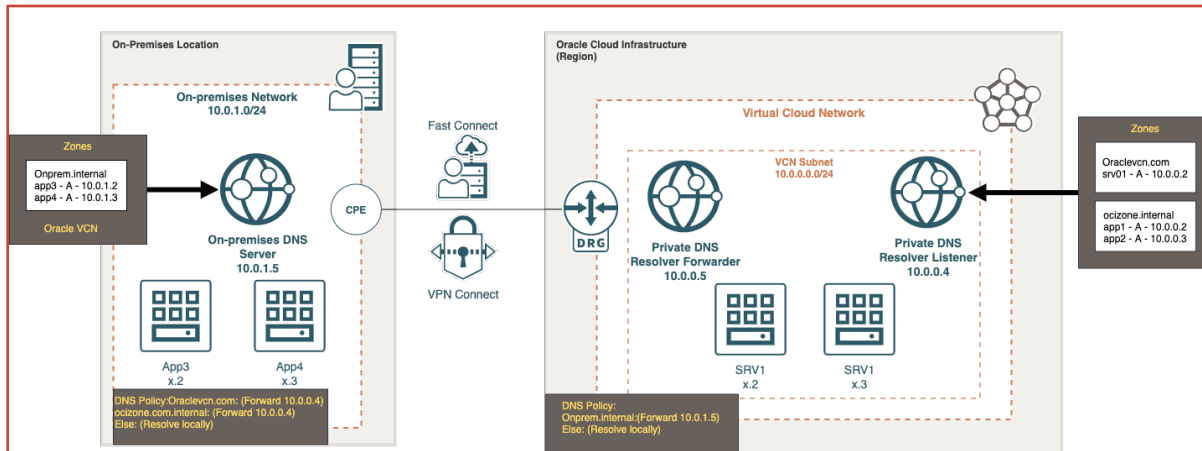 On-Premises Location
On-premises Network
10.0.1.0/24
Zones
Onprem.internal
app3 - A - 10.0.1.2
app4 - A - 10.0.1.3
Oracle VCN
On-premises DNS
Server
10.0.1.5
App3
x.2
App4
x.3
DNS Policy:Oraclevcn.com: (Forward 10.0.0.4)
ocizone.com.internal: (Forward 10.0.0.4)
Else: (Resolve locally)
CPE
Fast Connect
VPN Connect
Oracle Cloud Infrastructure
(Region)
Virtual Cloud Network
VCN Subnet
10.0.0.0.0/24
DRG
Private DNS
Resolver Forwarder
10.0.0.5
Private DNS
Resolver Listener
10.0.0.4
SRV1
x.2
SRV1
x.3
DNS Policy:
Onprem.internal:(Forward 10.0.1.5)
Else: (Resolve locally)
Zones
Oraclevcn.com
srv01 - A - 10.0.0.2
ocizone.internal
app1 - A - 10.0.0.2
app2 - A - 10.0.0.3